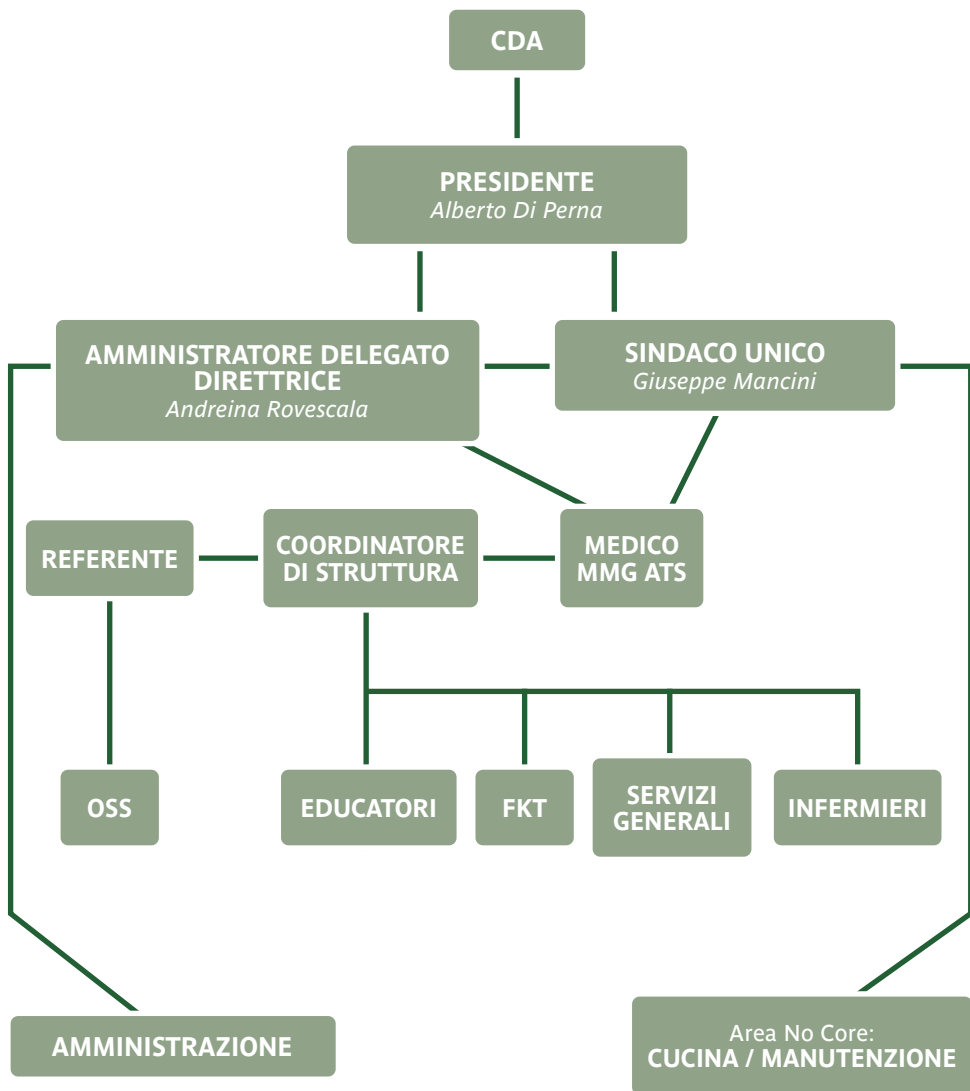 CDA
PRESIDENTE
Alberto Di Perna
AMMINISTRATORE DELEGATO
DIRETTRICE
Andreina Rovescala
SINDACO UNICO
Giuseppe Mancini
REFERENTE
COORDINATORE
DI STRUTTURA
MEDICO
MMG ATS
OSS
EDUCATORI
FKT
SERVIZI
GENERALI
INFERMIERI
AMMINISTRAZIONE
Area No Core:
CUCINA / MANUTENZIONE